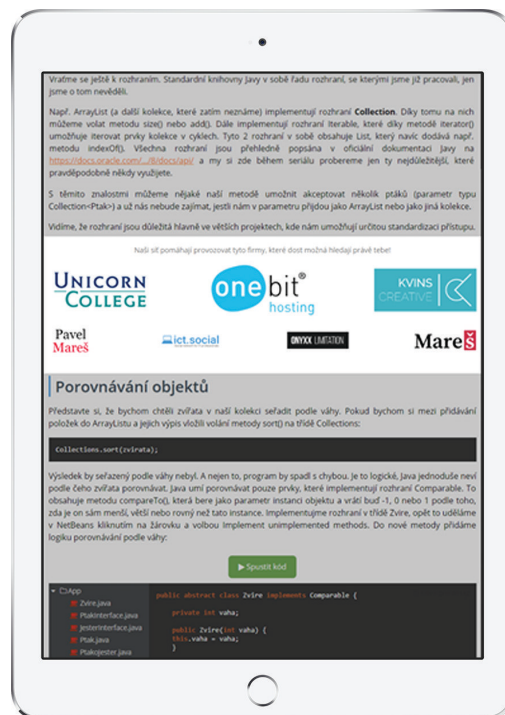 Vraťme se ještě k rozhraním. Standardní knihovny Javy v sobě řadu rozhraní, se kterými jsme již pracovali, jen
jsme o tom nevěděli.
Např. ArrayList (a další kolekce, které zatím neznáme) implementují rozhraní Collection. Díky tomu na nich
můžeme volat metodu size() nebo add(). Dále implementují rozhraní Iterable, které díky metodě iterator()
umožňuje iterovat prvky kolekce v cyklech. Tyto 2 rozhraní v sobě obsahuje List, který navíc dodává např.
metodu indexOf(). Všechna rozhraní jsou přehledně popsána v oficiální dokumentaci Javy na
https://docs.oracle.com/.../8/docs/api/ a my si zde během seriálu probereme jen ty nejdůležitější, které
pravděpodobně někdy využijete.
S těmito znalostmi můžeme nějaké naší metodě umožnit akceptovat několik ptáků (parametr typu
Collection<Ptak>) a už nás nebude zajímat, jestli nám v parametru přijdou jako ArrayList nebo jako jiná kolekce.
Vidíme, že rozhraní jsou důležitá hlavně ve větších projektech, kde nám umožňují určitou standardizaci přístupu.
Naši síť pomáhají provozovat tyto firmy, které dost možná hledají právě tebe!
UNICORN
COLLEGE
onebit®
hosting
KVINS
CREATIVE
Pavel
Mareš
ict.social
ONYXX LIMITATION
Mareš
Porovnávání objektů
Představte si, že bychom chtěli zvířata v naší kolekci seřadit podle váhy. Pokud bychom si mezi přidávání
položek do ArrayListu a jejich výpis vložili volání metody sort() na třídě Collections:
Collections.sort(zvirata);
Výsledek by seřazený podle váhy nebyl. A nejen to, program by spadl s chybou. Je to logické, Java jednoduše neví
podle čeho zvířata porovnávat. Java umí porovnávat pouze prvky, které implementují rozhraní Comparable. To
obsahuje metodu compareTo(), která bere jako parametr instanci objektu a vrátí buď -1, 0 nebo 1 podle toho,
zda je on sám menší, větší nebo rovný než tato instance. Implementujme rozhraní v třídě Zvire, opět to uděláme
v NetBeans kliknutím na žárovku a volbou Implement unimplemented methods. Do nové metody přidáme
logiku porovnávání podle váhy:
Spustit kód
App
Zvire.java
PtakInterface.java
JesterInterface.java
Ptak.java
Ptakojester.java
public abstract class Zvire implements Comparable {
private int vaha;
public Zvire(int vaha) {
this.vaha = vaha;
}